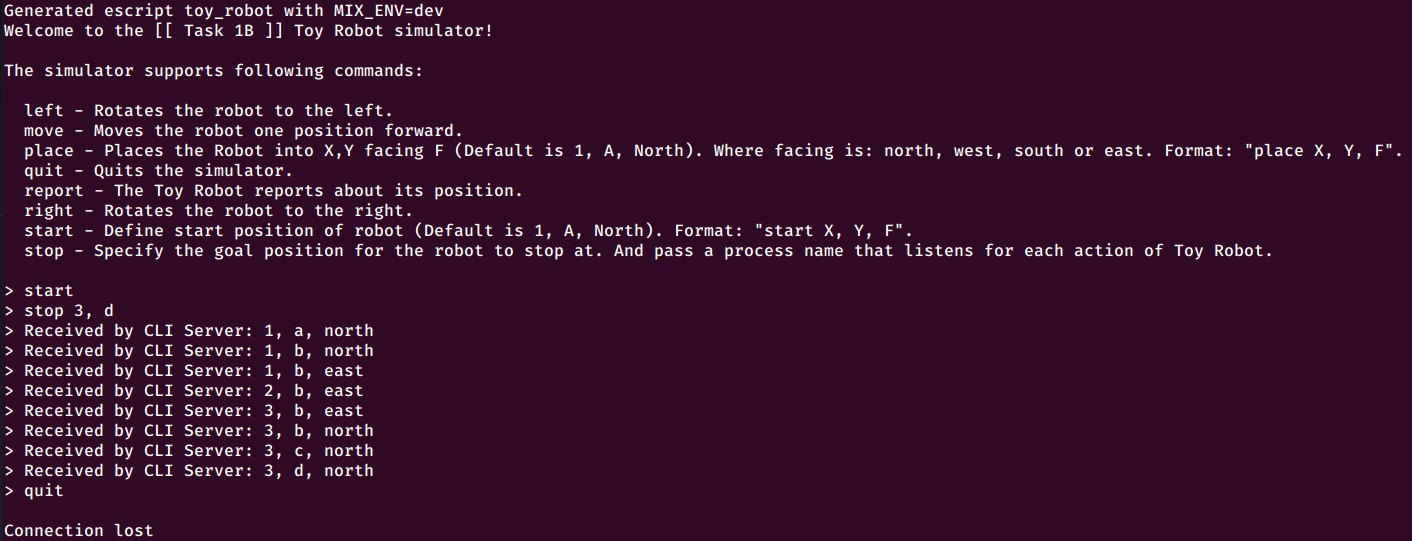 Generated escript toy_robot with MIX_ENV=dev
Welcome to the [[ Task 1B ]] Toy Robot simulator!
The simulator supports following commands:
left - Rotates the robot to the left.
move - Moves the robot one position forward.
place - Places the Robot into X,Y facing F (Default is 1, A, North). Where facing is: north, west, south or east. Format: "place X, Y, F".
quit - Quits the simulator.
report - The Toy Robot reports about its position.
right - Rotates the robot to the right.
start - Define start position of robot (Default is 1, A, North). Format: "start X, Y, F".
stop - Specify the goal position for the robot to stop at. And pass a process name that listens for each action of Toy Robot.
> start
> stop 3, d
> Received by CLI Server: 1, a, north
> Received by CLI Server: 1, b, north
> Received by CLI Server: 1, b, east
> Received by CLI Server: 2, b, east
> Received by CLI Server: 3, b, east
> Received by CLI Server: 3, b, north
> Received by CLI Server: 3, c, north
> Received by CLI Server: 3, d, north
> quit
Connection lost